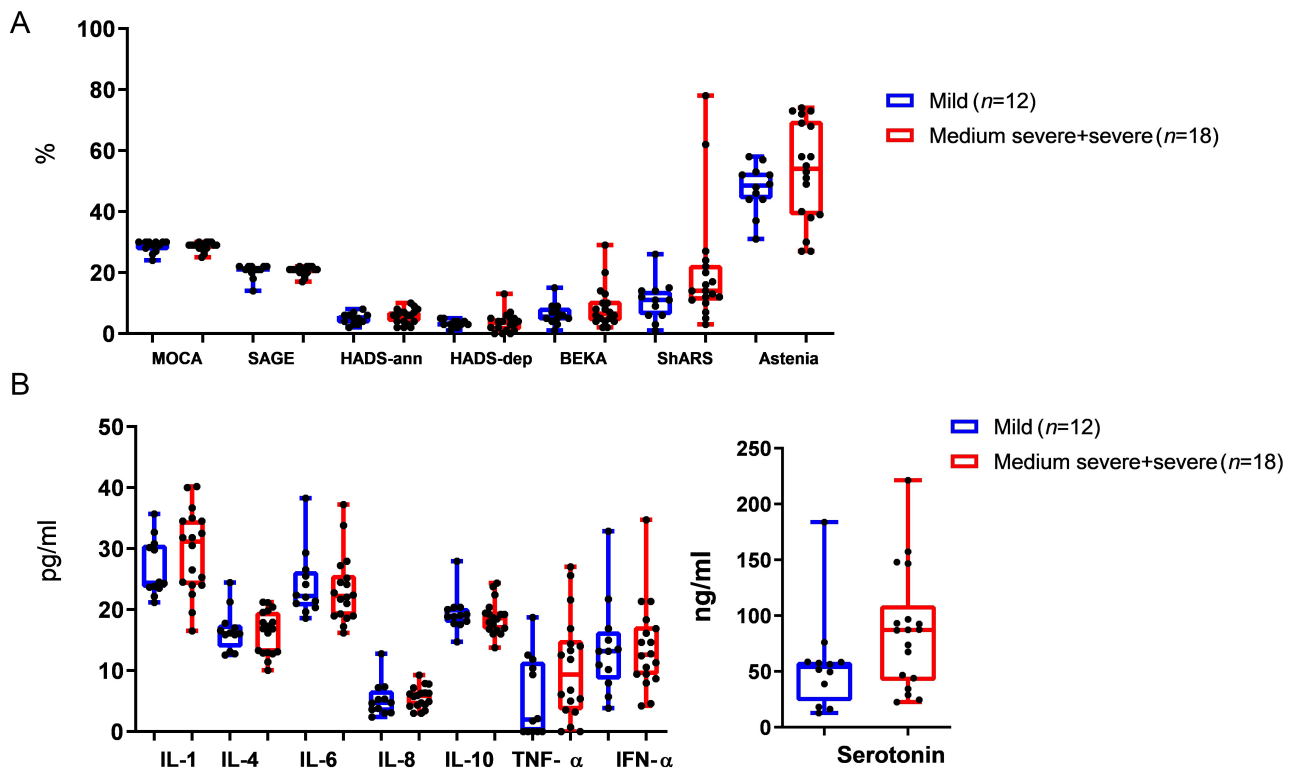 A
100
80
60
40
20
0
%
MOCA SAGE HADS-ann HADS-dep BEKA ShARS Astenia
Mild (n=12)
Medium severe+severe (n=18)
B
50
40
30
20
10
0
pg/ml
IL-1 IL-4 IL-6 IL-8 IL-10 TNF- α IFN-α
250
200
150
100
50
0
ng/ml
Serotonin
Mild (n=12)
Medium severe+severe (n=18)